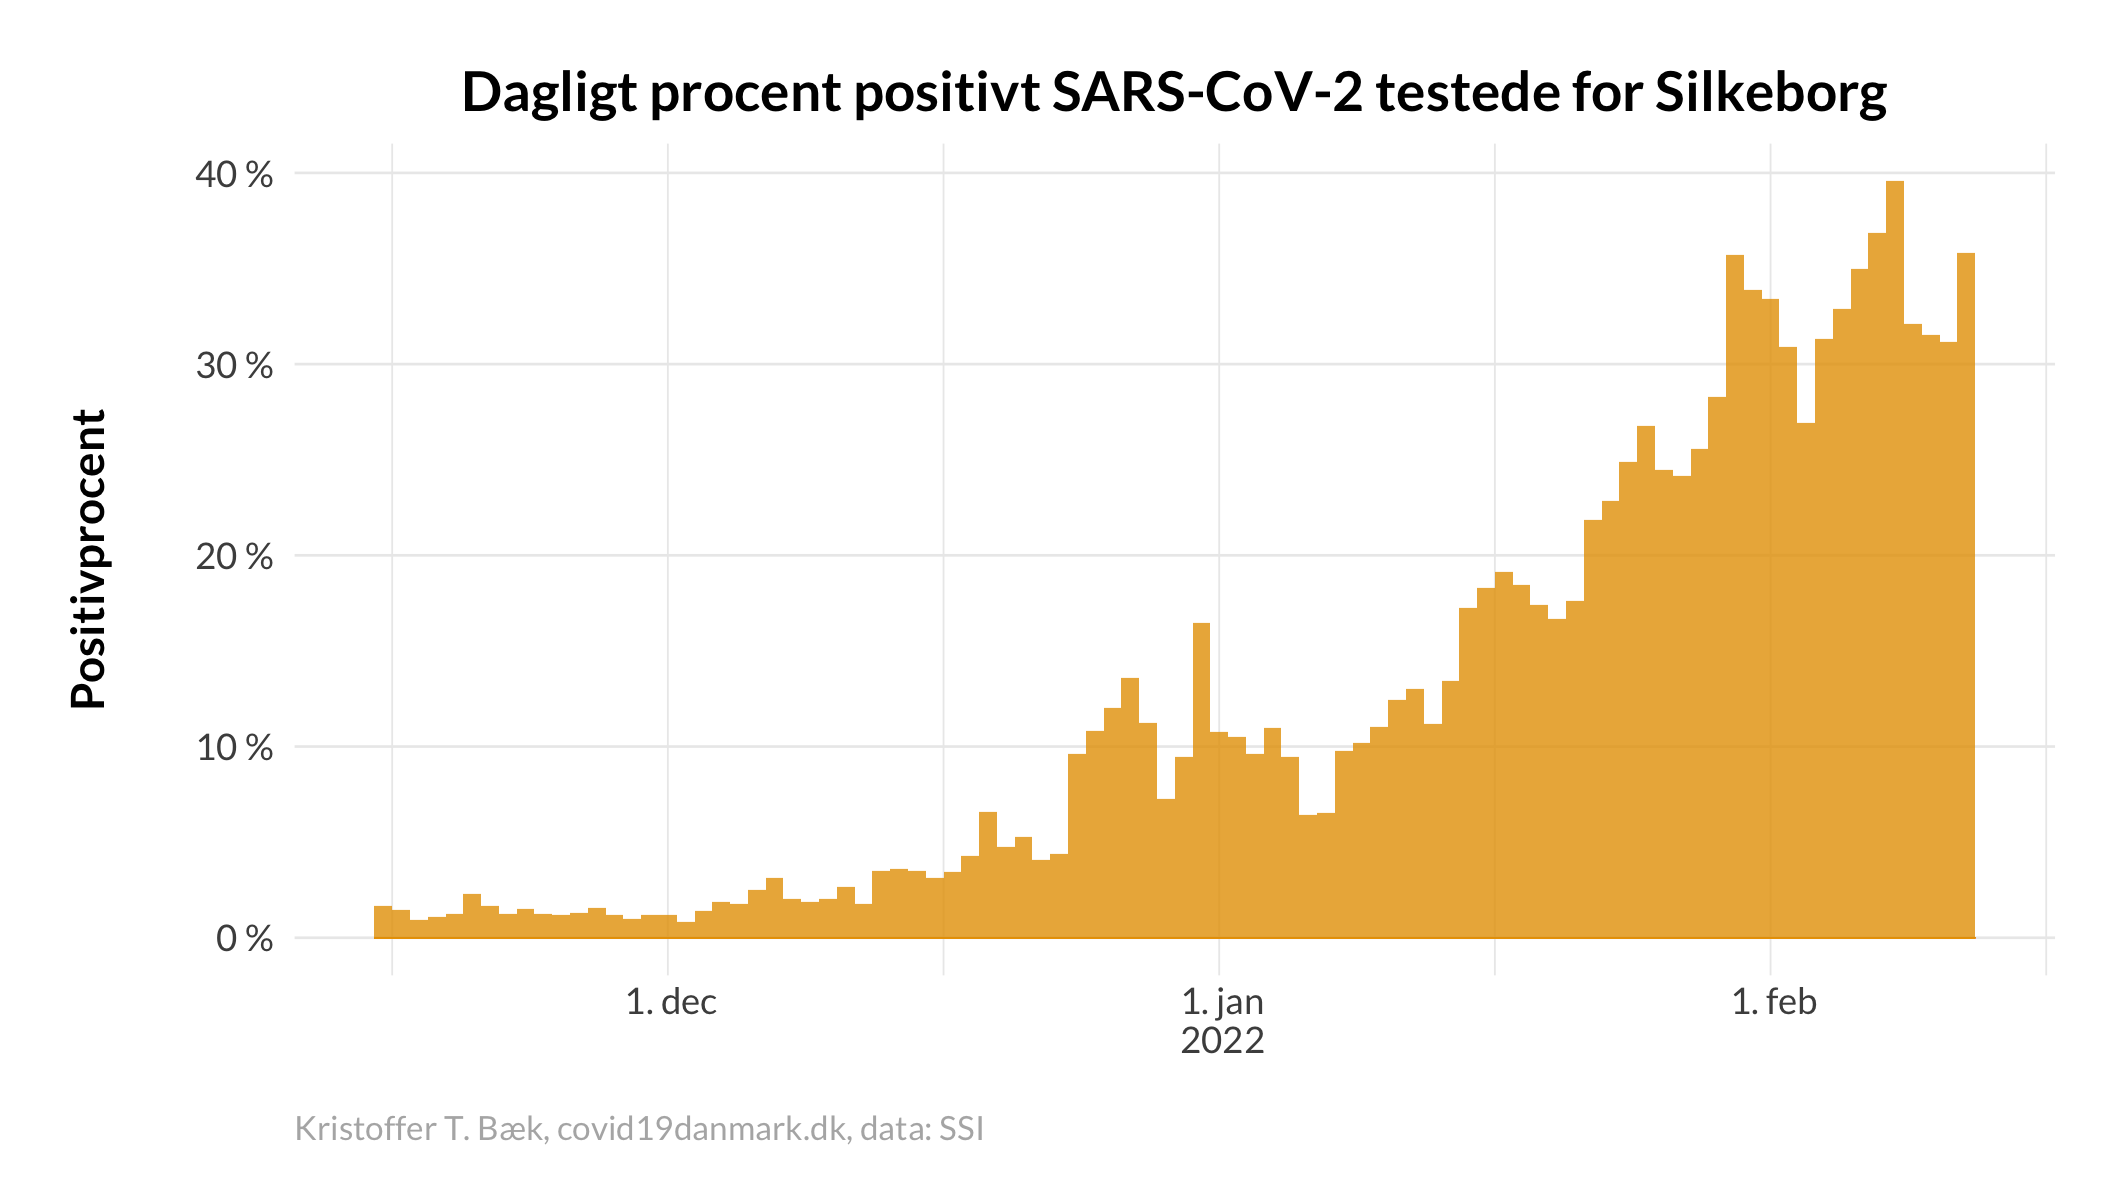 Dagligt procent positivt SARS-CoV-2 testede for Silkeborg
Positivprocent
40 %
30 %
20 %
10 %
0 %
1. dec
1. jan
2022
1. feb
Kristoffer T. Bæk, covid19danmark.dk, data: SSI